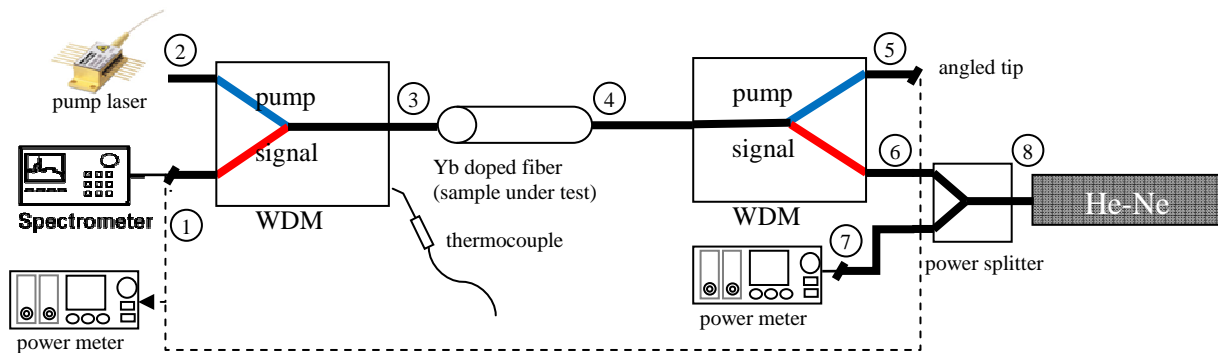 2
pump laser
pump
signal
WDM
3
Yb doped fiber
(sample under test)
4
pump
signal
WDM
5
angled tip
6
8
He-Ne
power splitter
Spectrometer
1
thermocouple
7
power meter
power meter